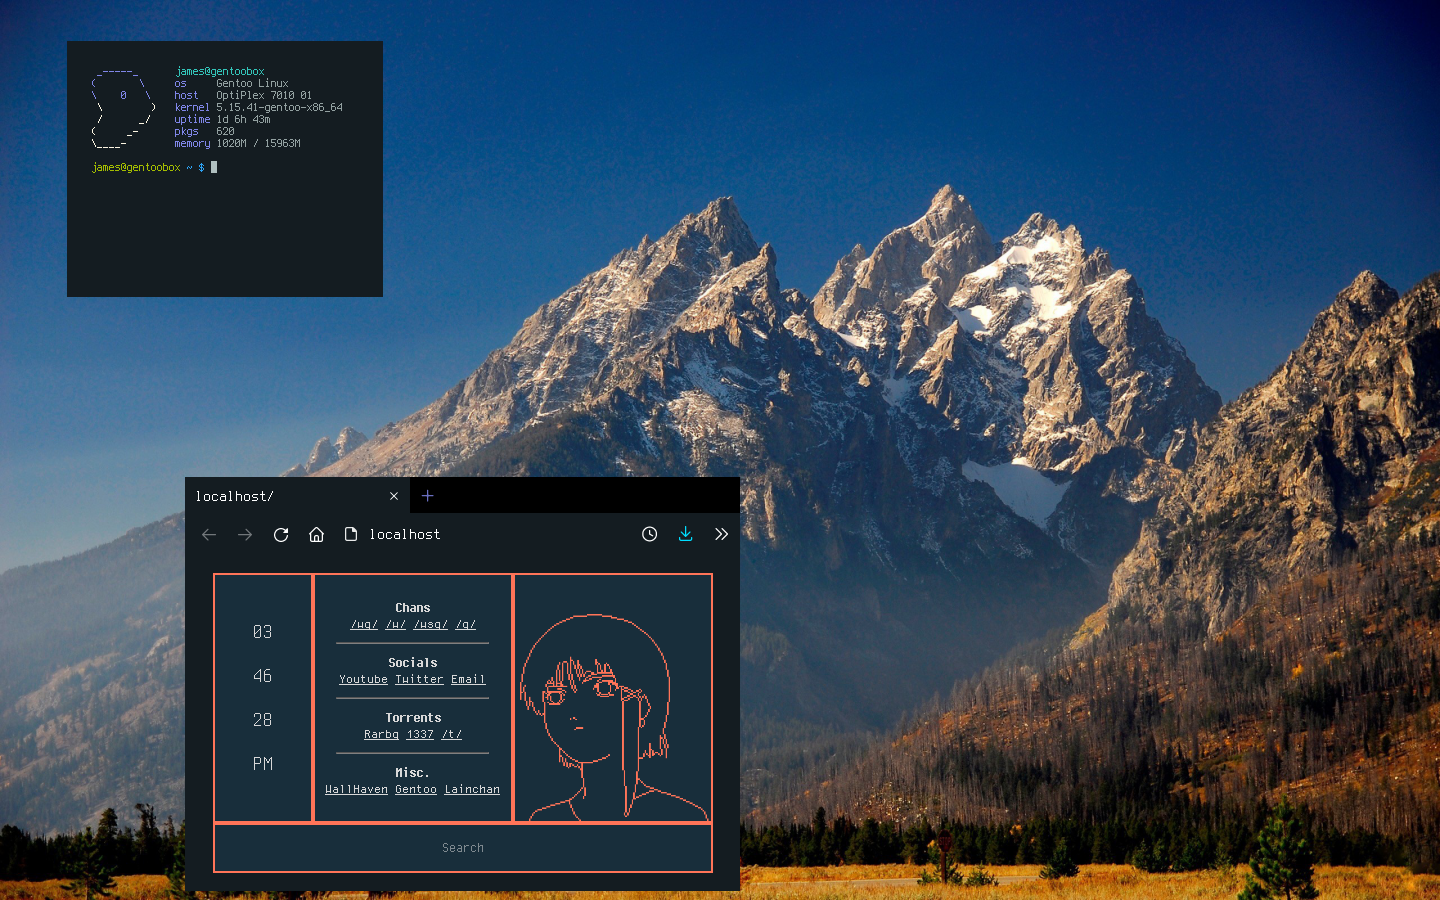 james@gentoobox
os Gentoo Linux
host OptiPlex 7010 01
kernel 5.15.41-gentoo-x86_64
uptime 1d 6h 43m
pkgs 620
memory 1020M / 15963M
james@gentoobox ~ $
localhost/
localhost
03
46
28
PM
Chans
/wg/ /w/ /wsg/ /g/
Socials
Youtube Twitter Email
Torrents
Rarbg 1337 /t/
Misc.
WallHaven Gentoo Lainchan
Search